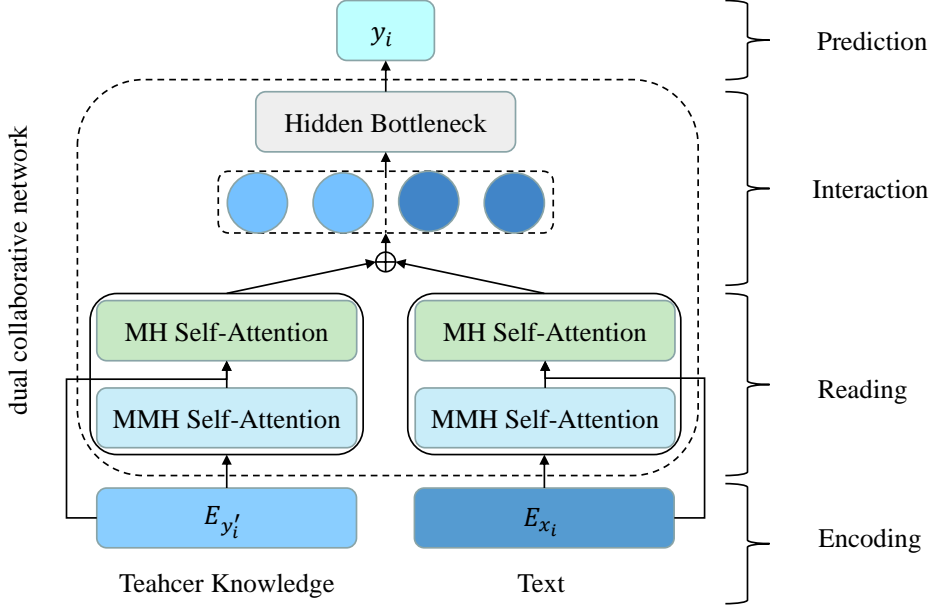 y_i
Prediction
Hidden Bottleneck
Interaction
dual collaborative network
MH Self-Attention
MH Self-Attention
MMH Self-Attention
MMH Self-Attention
Reading
E_{y_i'}
E_{x_i}
Encoding
Teahcer Knowledge
Text